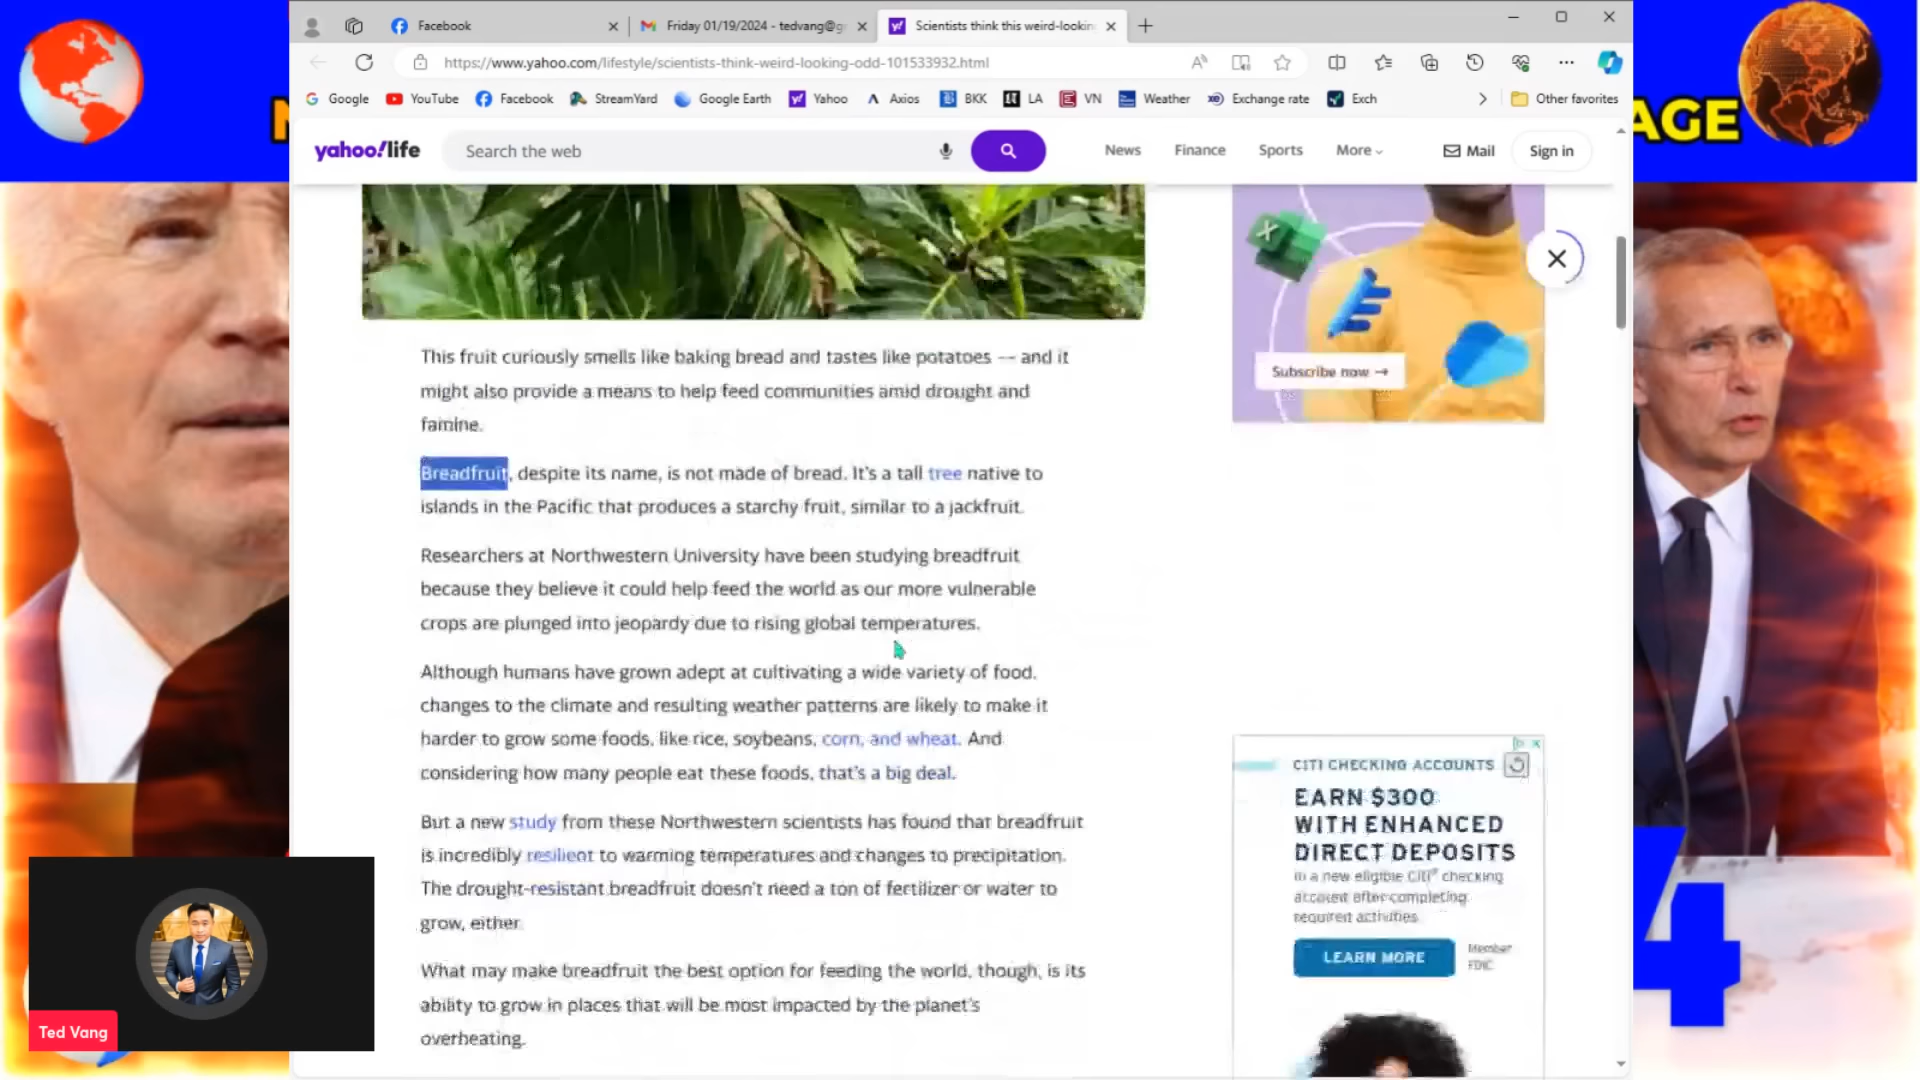 Facebook
Friday 01/19/2024 - tedvang@g
Scientists think this weird-lookin
https://www.yahoo.com/lifestyle/scientists-think-weird-looking-odd-101533932.html
Google
YouTube
Facebook
StreamYard
Google Earth
Yahoo
Axios
BKK
LA
VN
Weather
Exchange rate
Exch
Other favorites
AGE
yahoo!life
Search the web
News
Finance
Sports
More
Mail
Sign in
Subscribe now →
This fruit curiously smells like baking bread and tastes like potatoes — and it
might also provide a means to help feed communities amid drought and
famine.
Breadfruit, despite its name, is not made of bread. It's a tall tree native to
islands in the Pacific that produces a starchy fruit, similar to a jackfruit.
Researchers at Northwestern University have been studying breadfruit
because they believe it could help feed the world as our more vulnerable
crops are plunged into jeopardy due to rising global temperatures.
Although humans have grown adept at cultivating a wide variety of food,
changes to the climate and resulting weather patterns are likely to make it
harder to grow some foods, like rice, soybeans, corn, and wheat. And
considering how many people eat these foods, that's a big deal.
But a new study from these Northwestern scientists has found that breadfruit
is incredibly resilient to warming temperatures and changes to precipitation.
The drought-resistant breadfruit doesn't need a ton of fertilizer or water to
grow, either.
What may make breadfruit the best option for feeding the world, though, is its
ability to grow in places that will be most impacted by the planet's
overheating.
CITI CHECKING ACCOUNTS
EARN $300
WITH ENHANCED
DIRECT DEPOSITS
in a new eligible Citi® checking
account after completing
required activities
LEARN MORE
Member
FDIC
4
Ted Vang